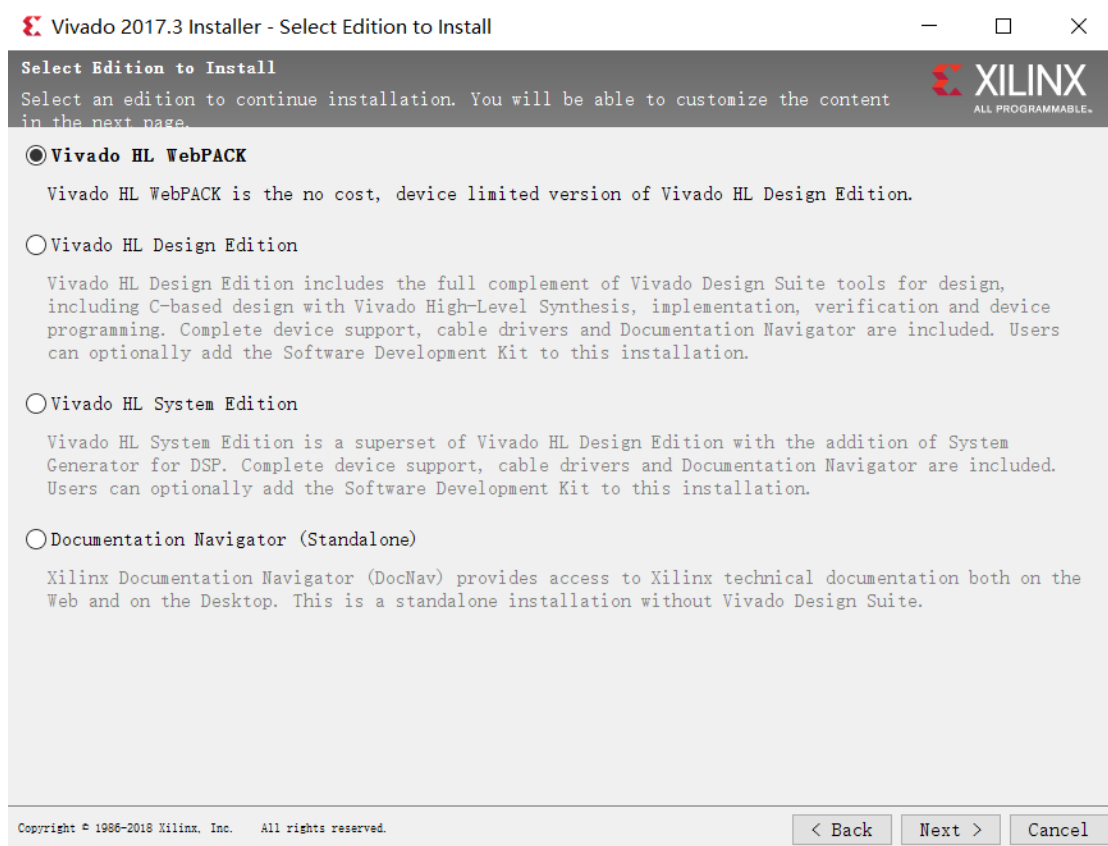 Vivado 2017.3 Installer - Select Edition to Install
Select Edition to Install
Select an edition to continue installation. You will be able to customize the content
in the next page.
XILINX
ALL PROGRAMMABLE™
Vivado HL WebPACK
Vivado HL WebPACK is the no cost, device limited version of Vivado HL Design Edition.
Vivado HL Design Edition
Vivado HL Design Edition includes the full complement of Vivado Design Suite tools for design,
including C-based design with Vivado High-Level Synthesis, implementation, verification and device
programming. Complete device support, cable drivers and Documentation Navigator are included. Users
can optionally add the Software Development Kit to this installation.
Vivado HL System Edition
Vivado HL System Edition is a superset of Vivado HL Design Edition with the addition of System
Generator for DSP. Complete device support, cable drivers and Documentation Navigator are included.
Users can optionally add the Software Development Kit to this installation.
Documentation Navigator (Standalone)
Xilinx Documentation Navigator (DocNav) provides access to Xilinx technical documentation both on the
Web and on the Desktop. This is a standalone installation without Vivado Design Suite.
Copyright © 1986-2018 Xilinx, Inc. All rights reserved.
< Back
Next >
Cancel